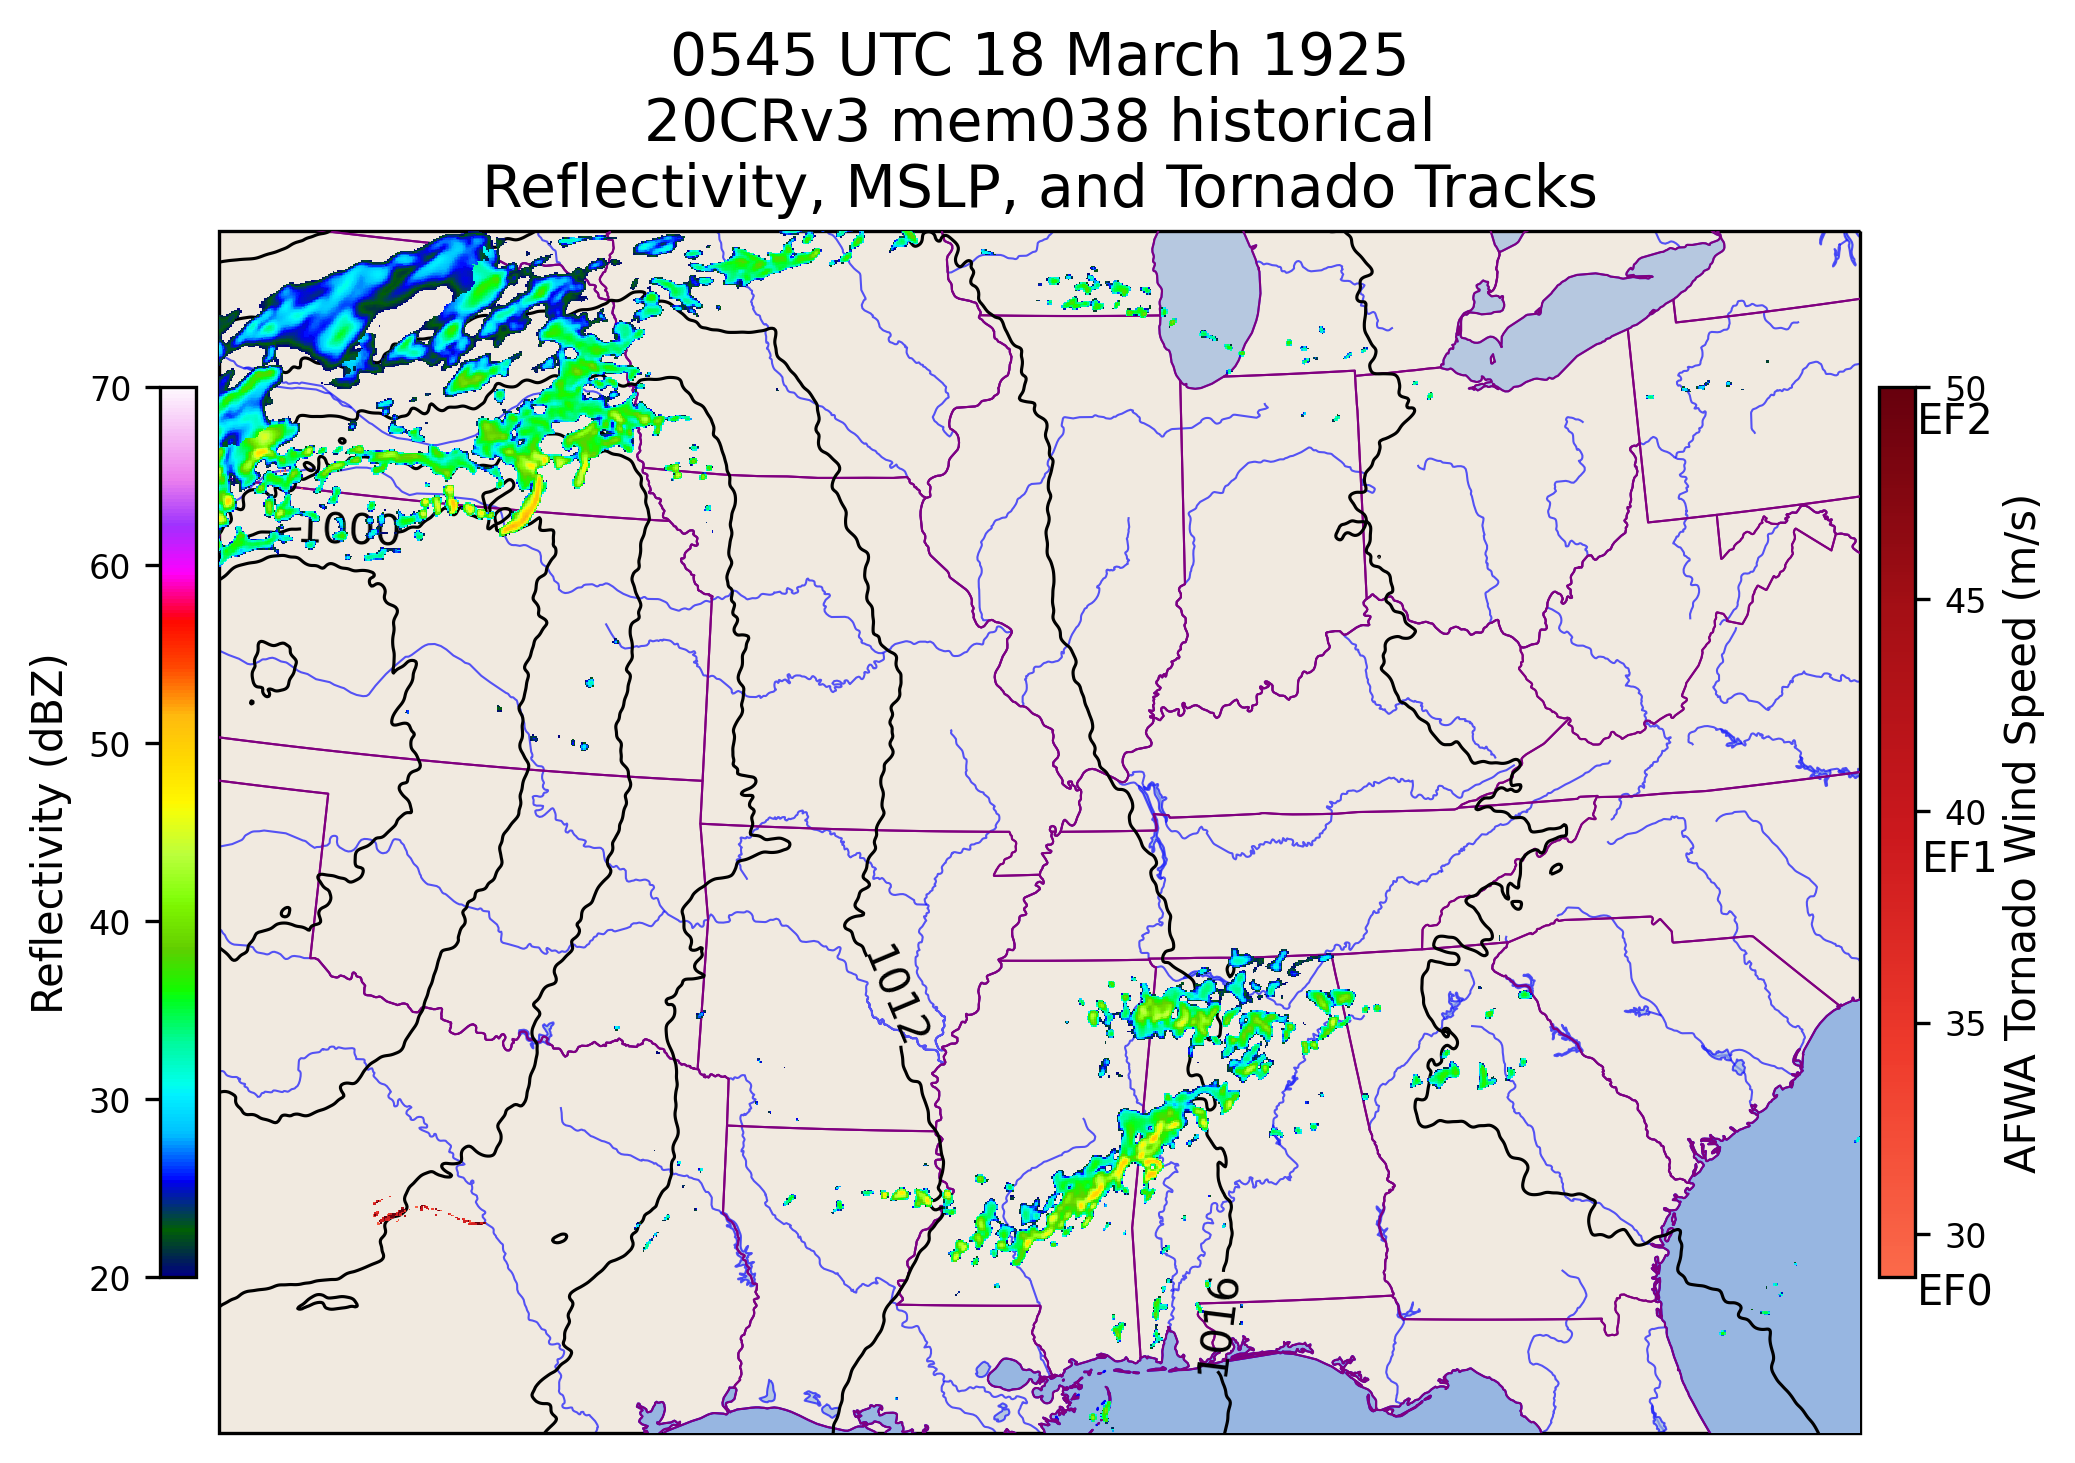 0545 UTC 18 March 1925
20CRv3 mem038 historical
Reflectivity, MSLP, and Tornado Tracks
70
60
50
40
30
20
Reflectivity (dBZ)
1000
1012
1016
50
EF2
45
40
EF1
35
30
EF0
AFWA Tornado Wind Speed (m/s)